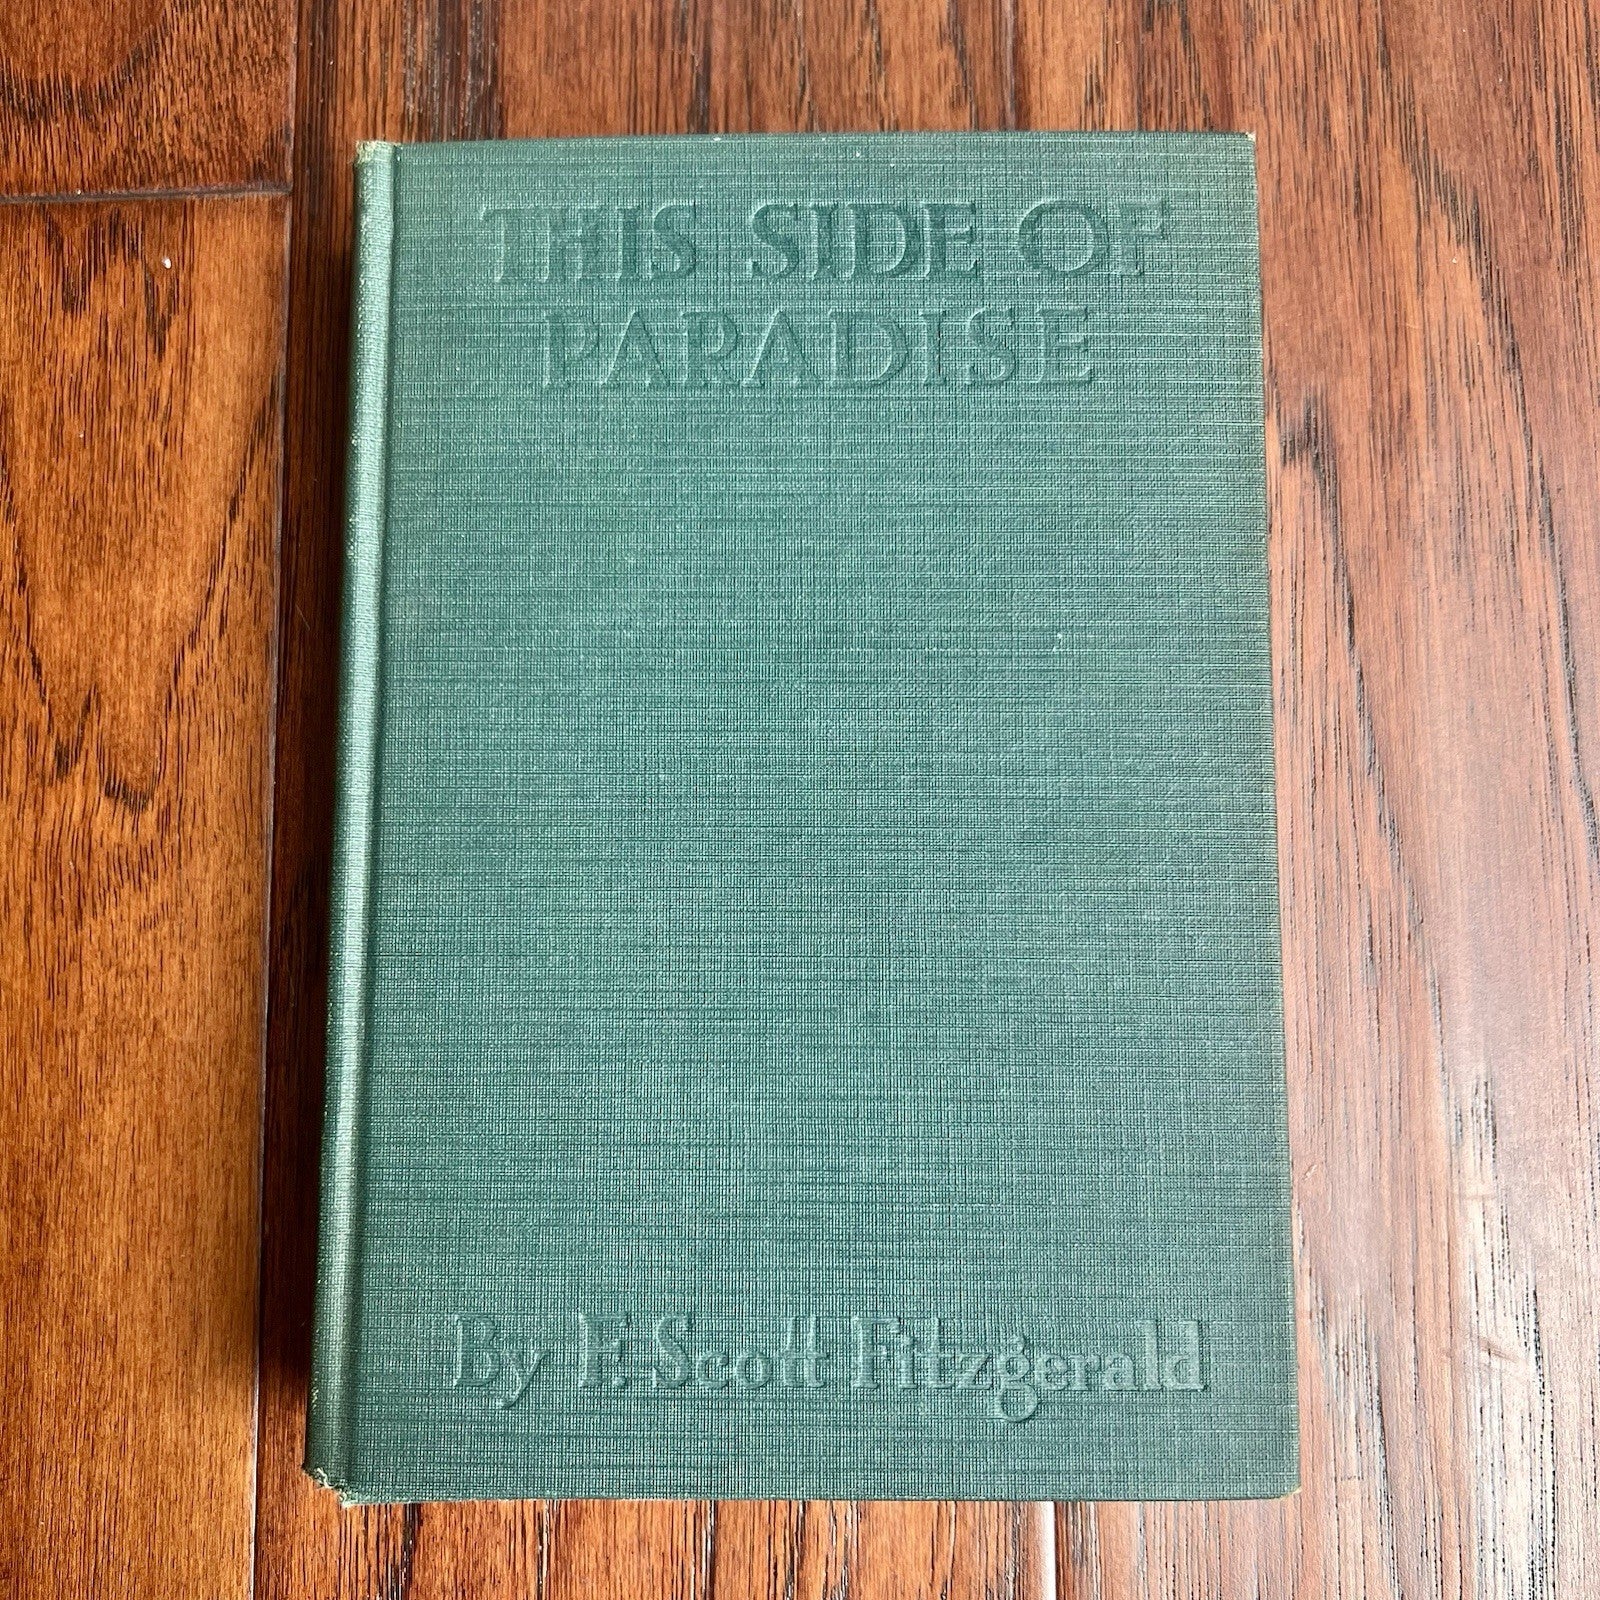 THIS SIDE OF
PARADISE
By F. Scott Fitzgerald